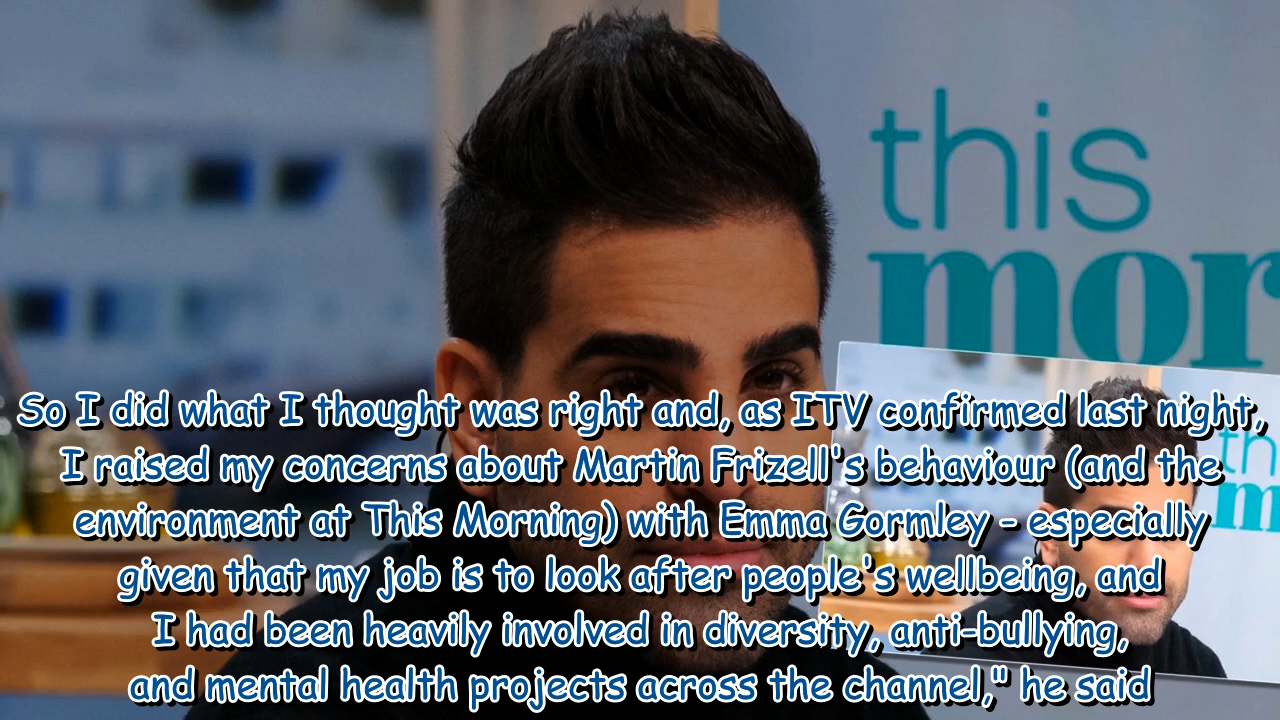 this
mor
So I did what I thought was right and, as ITV confirmed last night,
I raised my concerns about Martin Frizell's behaviour (and the
environment at This Morning) with Emma Gormley - especially
given that my job is to look after people's wellbeing, and
I had been heavily involved in diversity, anti-bullying,
and mental health projects across the channel," he said
th
m